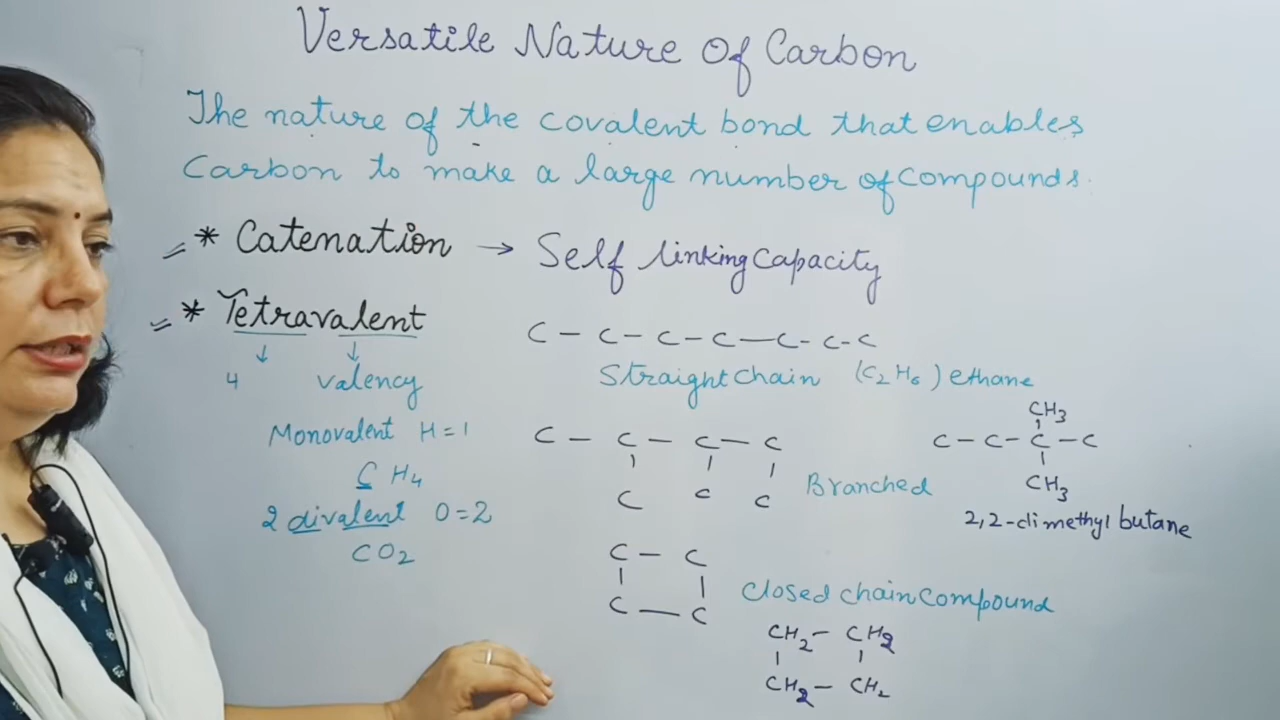 Versatile Nature Of Carbon
The nature of the covalent bond that enables
Carbon to make a large number of compounds.
* Catenation → Self linking capacity
* Tetravalent
↓ ↓
4 valency
Monovalent H = 1
CH4
2 divalent O = 2
CO2
C – C – C – C – C – C – C
Straight chain (C2H6) ethane
C – C – C – C
C C C
Branched
CH3
C – C – C – C
CH3
2,2-dimethyl butane
C – C
C – C
Closed chain compound
CH2 – CH2
CH2 – CH2